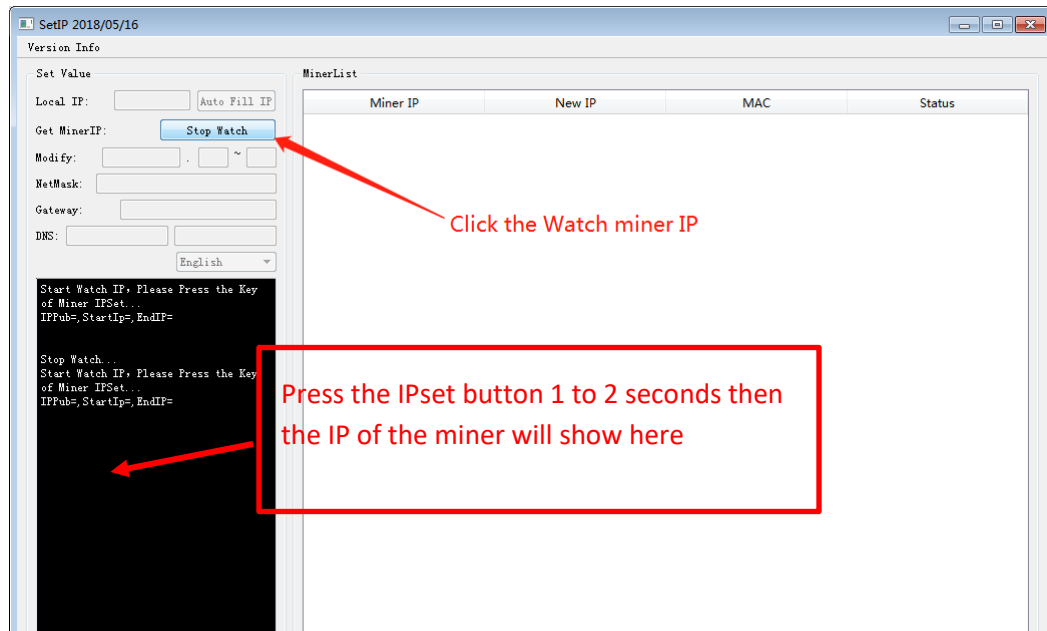 SetIP 2018/05/16
Version Info
Set Value
Local IP:
Auto Fill IP
Get MinerIP:
Stop Watch
Modify:
. ~
NetMask:
Gateway:
DNS:
English
Start Watch IP, Please Press the Key
of Miner IPSet...
IPPub=,StartIp=,EndIP=
Stop Watch...
Start Watch IP, Please Press the Key
of Miner IPSet...
IPPub=,StartIp=,EndIP=
MinerList
Miner IP New IP MAC Status
Click the Watch miner IP
Press the IPset button 1 to 2 seconds then
the IP of the miner will show here